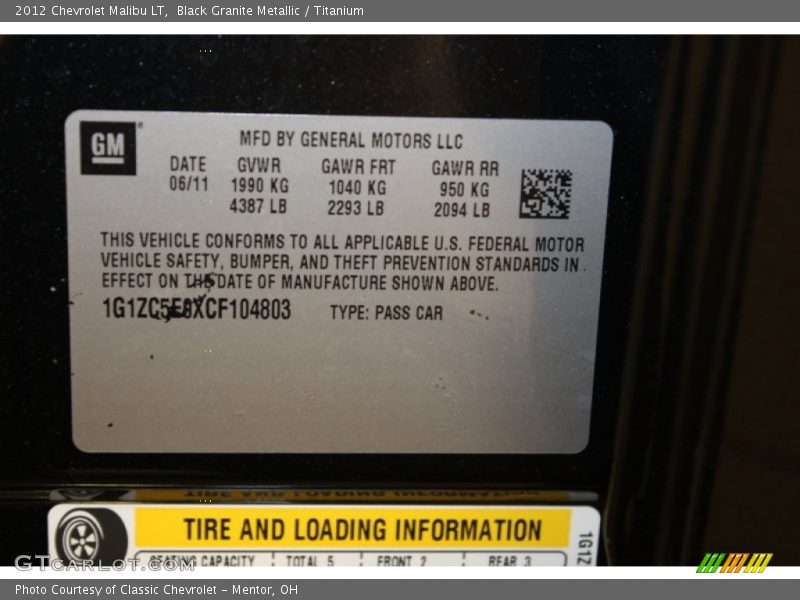 2012 Chevrolet Malibu LT, Black Granite Metallic / Titanium
GM
MFD BY GENERAL MOTORS LLC
DATE GVWR GAWR FRT GAWR RR
06/11 1990 KG 1040 KG 950 KG
4387 LB 2293 LB 2094 LB
THIS VEHICLE CONFORMS TO ALL APPLICABLE U.S. FEDERAL MOTOR
VEHICLE SAFETY, BUMPER, AND THEFT PREVENTION STANDARDS IN
EFFECT ON THE DATE OF MANUFACTURE SHOWN ABOVE.
1G1ZC5E0XCF104803 TYPE: PASS CAR
TIRE AND LOADING INFORMATION
SEATING CAPACITY TOTAL 5 FRONT 2 REAR 3
1G1Z
GTCARLOT.COM
Photo Courtesy of Classic Chevrolet - Mentor, OH